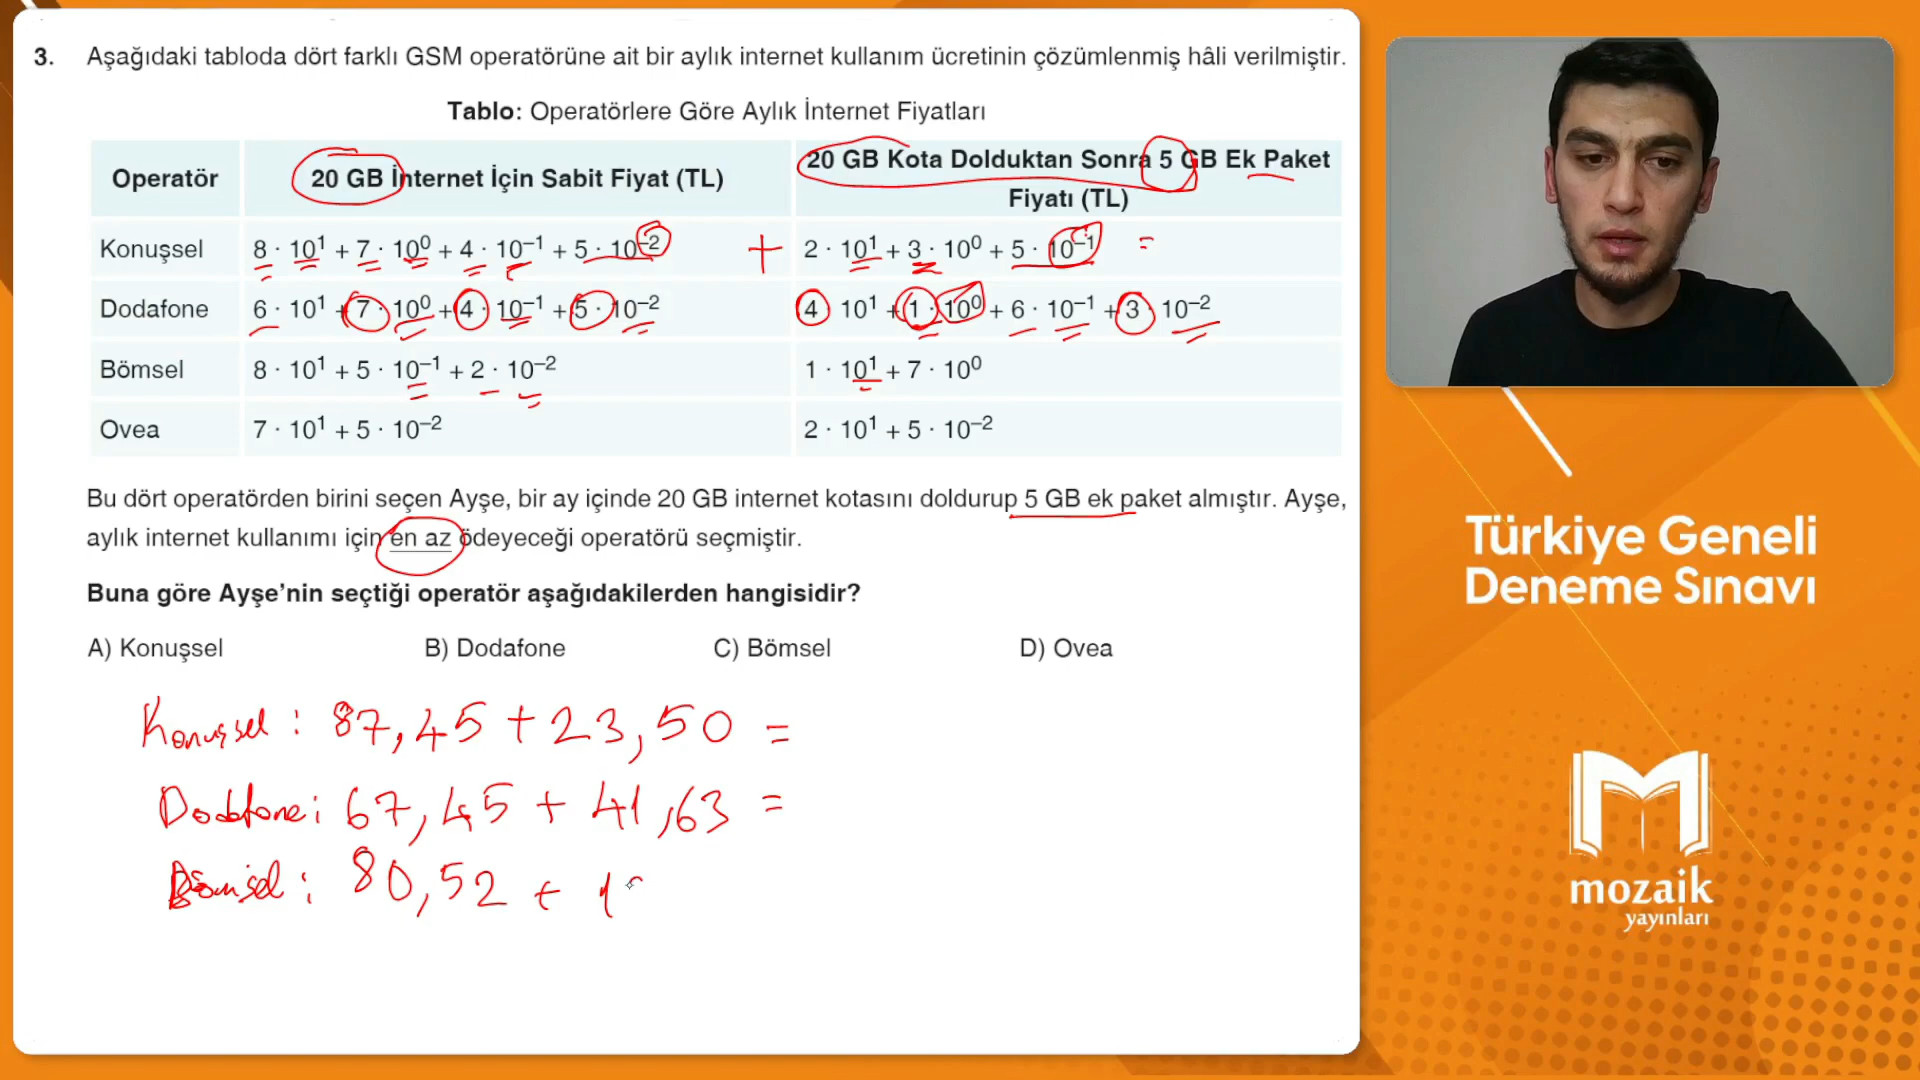 3. Aşağıdaki tabloda dört farklı GSM operatörüne ait bir aylık internet kullanım ücretinin çözümlenmiş hâli verilmiştir.
Tablo: Operatörlere Göre Aylık İnternet Fiyatları
Operatör
20 GB İnternet İçin Sabit Fiyat (TL)
20 GB Kota Dolduktan Sonra 5 GB Ek Paket
Fiyatı (TL)
Konuşsel 8 · 10¹ + 7 · 10⁰ + 4 · 10⁻¹ + 5 · 10⁻² + 2 · 10¹ + 3 · 10⁰ + 5 · 10⁻¹ =
Dodafone 6 · 10¹ + 7 · 10⁰ + 4 · 10⁻¹ + 5 · 10⁻² 4 · 10¹ + 1 · 10⁰ + 6 · 10⁻¹ + 3 · 10⁻²
Bömsel 8 · 10¹ + 5 · 10⁻¹ + 2 · 10⁻² 1 · 10¹ + 7 · 10⁰
Ovea 7 · 10¹ + 5 · 10⁻² 2 · 10¹ + 5 · 10⁻²
Bu dört operatörden birini seçen Ayşe, bir ay içinde 20 GB internet kotasını doldurup 5 GB ek paket almıştır. Ayşe,
aylık internet kullanımı için en az ödeyeceği operatörü seçmiştir.
Buna göre Ayşe’nin seçtiği operatör aşağıdakilerden hangisidir?
A) Konuşsel B) Dodafone C) Bömsel D) Ovea
Konuşsel : 87,45 + 23,50 =
Dodafone : 67,45 + 41,63 =
Bömsel : 80,52 + 1
Türkiye Geneli
Deneme Sınavı
mozaik
yayınları